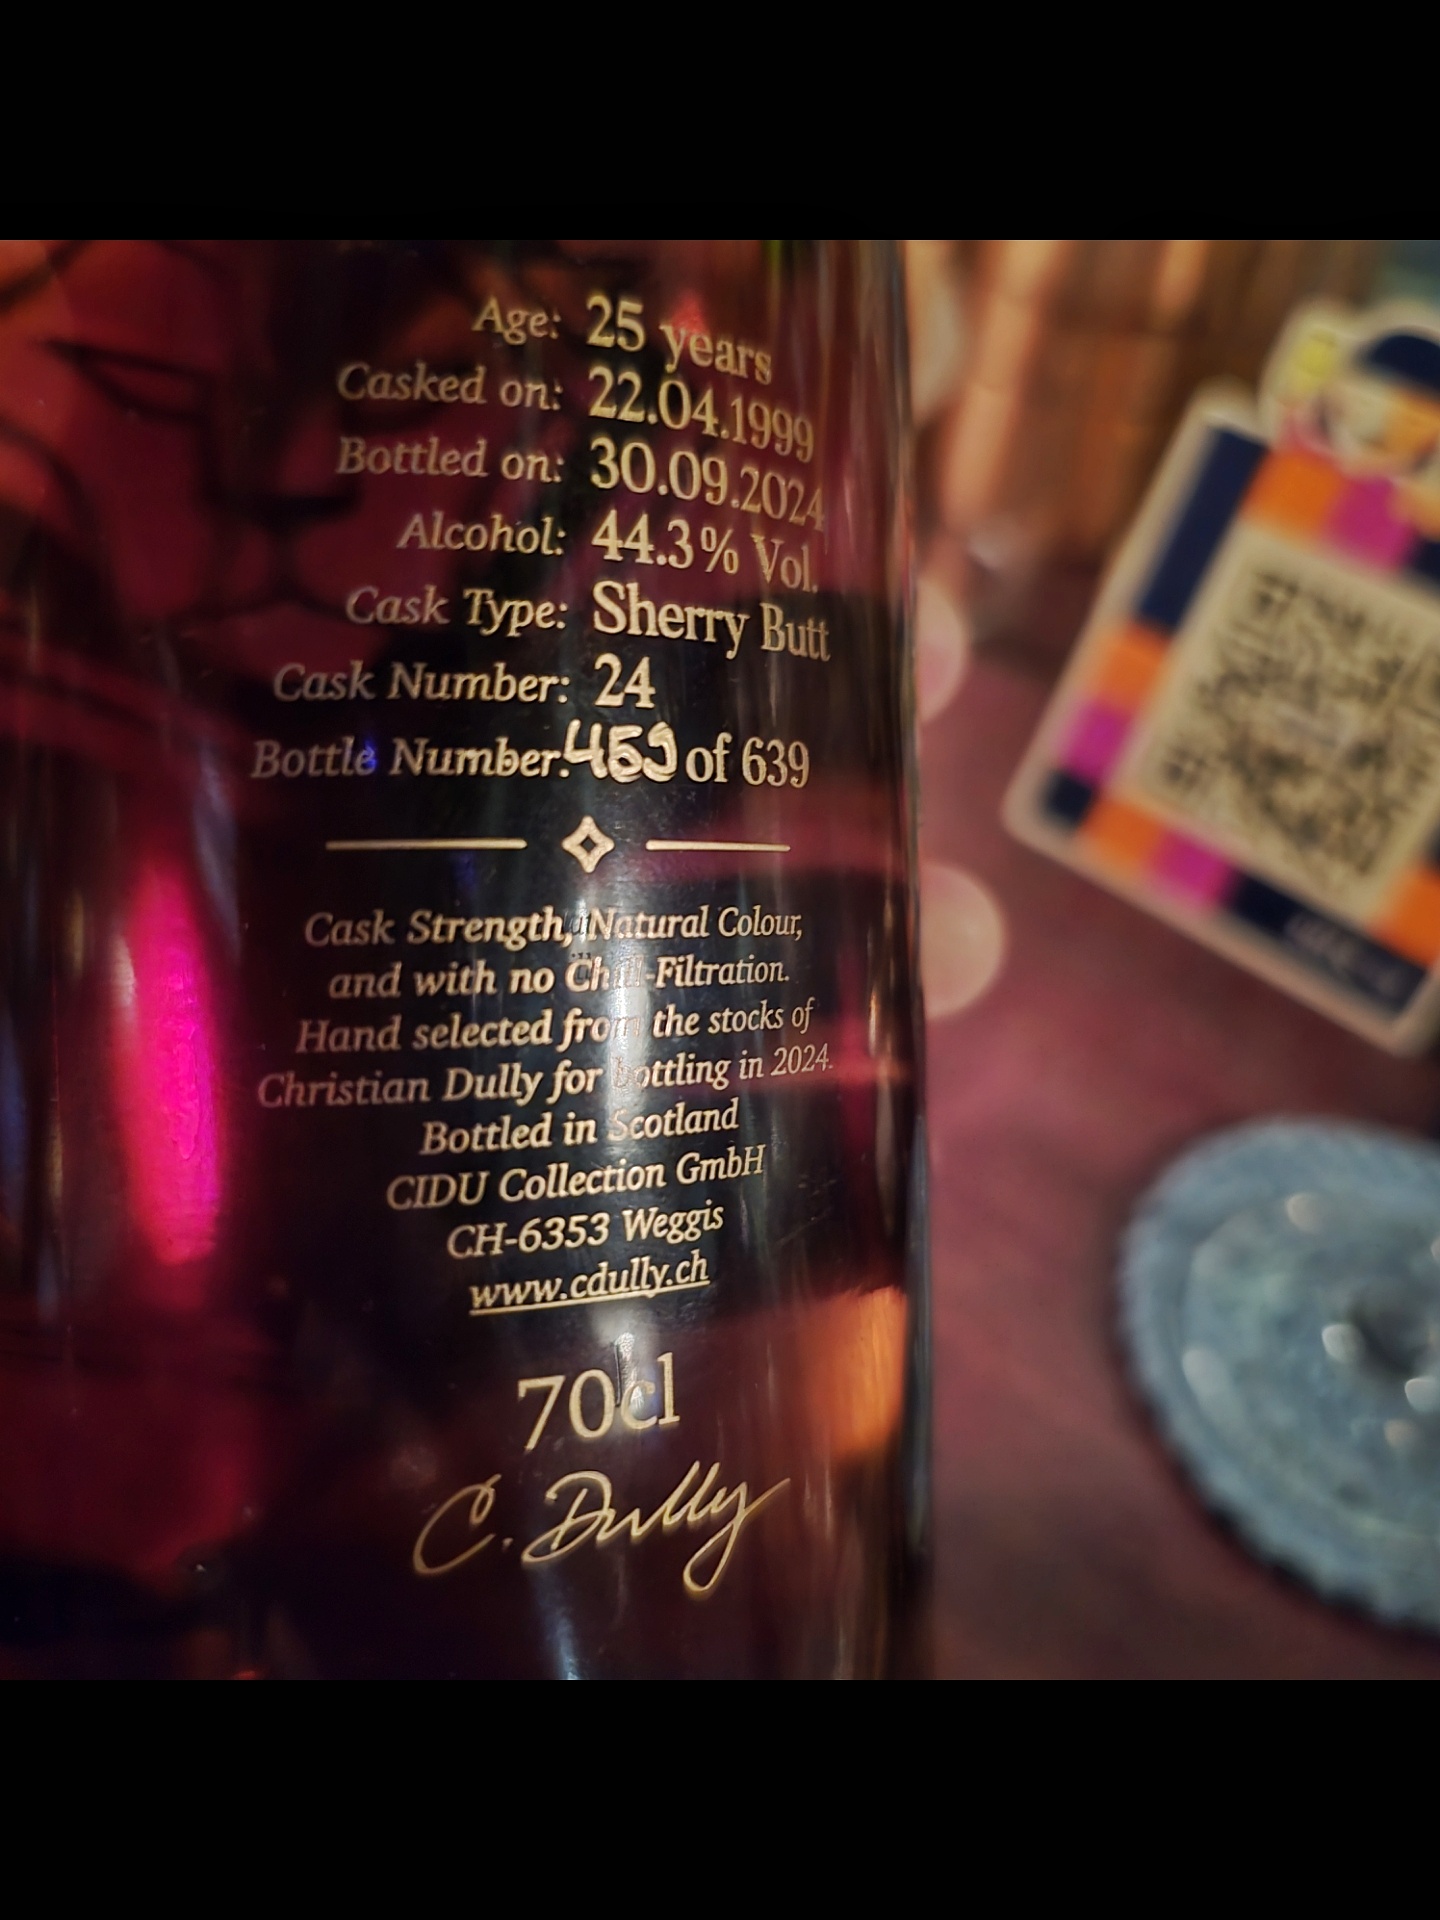 Age: 25 years
Casked on: 22.04.1999
Bottled on: 30.09.2024
Alcohol: 44.3% Vol.
Cask Type: Sherry Butt
Cask Number: 24
Bottle Number: 459 of 639
Cask Strength, Natural Colour,
and with no Chill-Filtration.
Hand selected from the stocks of
Christian Dully for bottling in 2024.
Bottled in Scotland
CIDU Collection GmbH
CH-6353 Weggis
www.cdully.ch
70cl
C. Dully